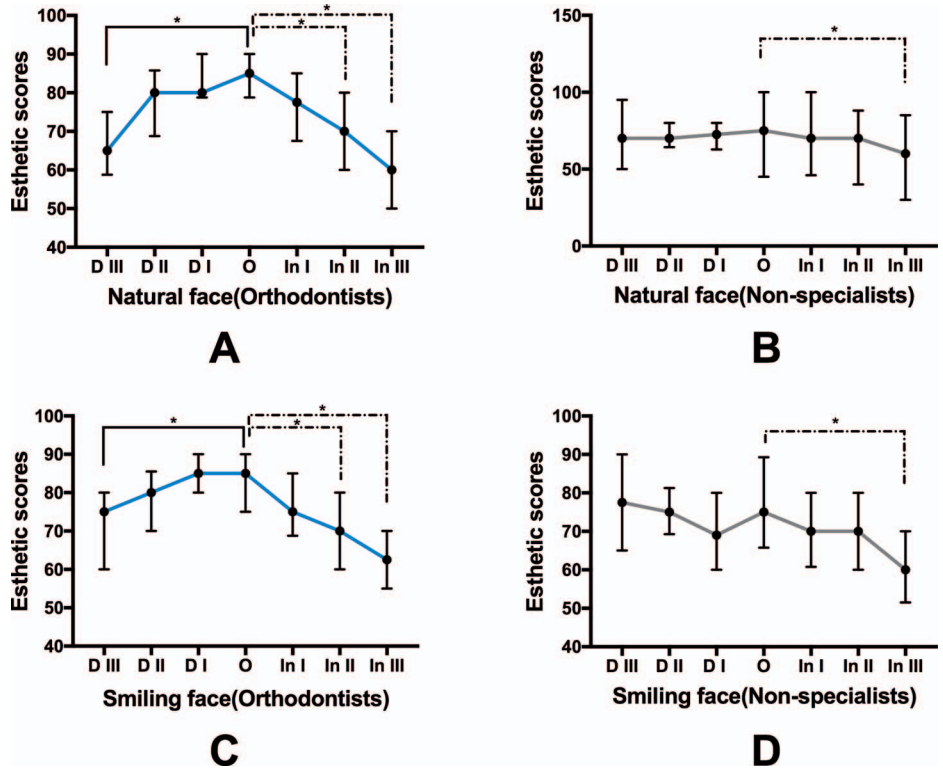 *
*
*
100
90
80
70
60
50
40
Esthetic scores
D III D II D I O In I In II In III
Natural face(Orthodontists)
A
*
150
100
50
0
Esthetic scores
D III D II D I O In I In II In III
Natural face(Non-specialists)
B
*
*
*
100
90
80
70
60
50
40
Esthetic scores
D III D II D I O In I In II In III
Smiling face(Orthodontists)
C
*
100
90
80
70
60
50
40
Esthetic scores
D III D II D I O In I In II In III
Smiling face(Non-specialists)
D